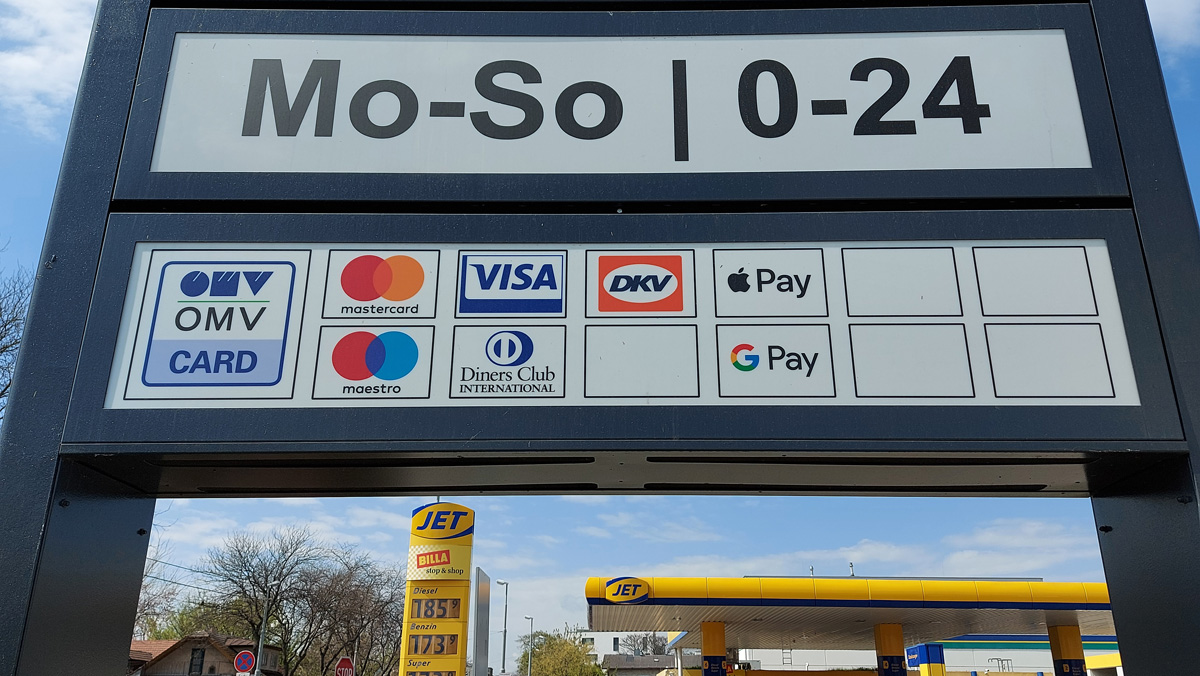 Mo-So | 0-24
OMV
OMV
CARD
mastercard
VISA
DKV
Pay
maestro
Diners Club
INTERNATIONAL
G Pay
JET
BILLA
stop & shop
Diesel
185⁹
Benzin
173⁹
Super
JET
STOP